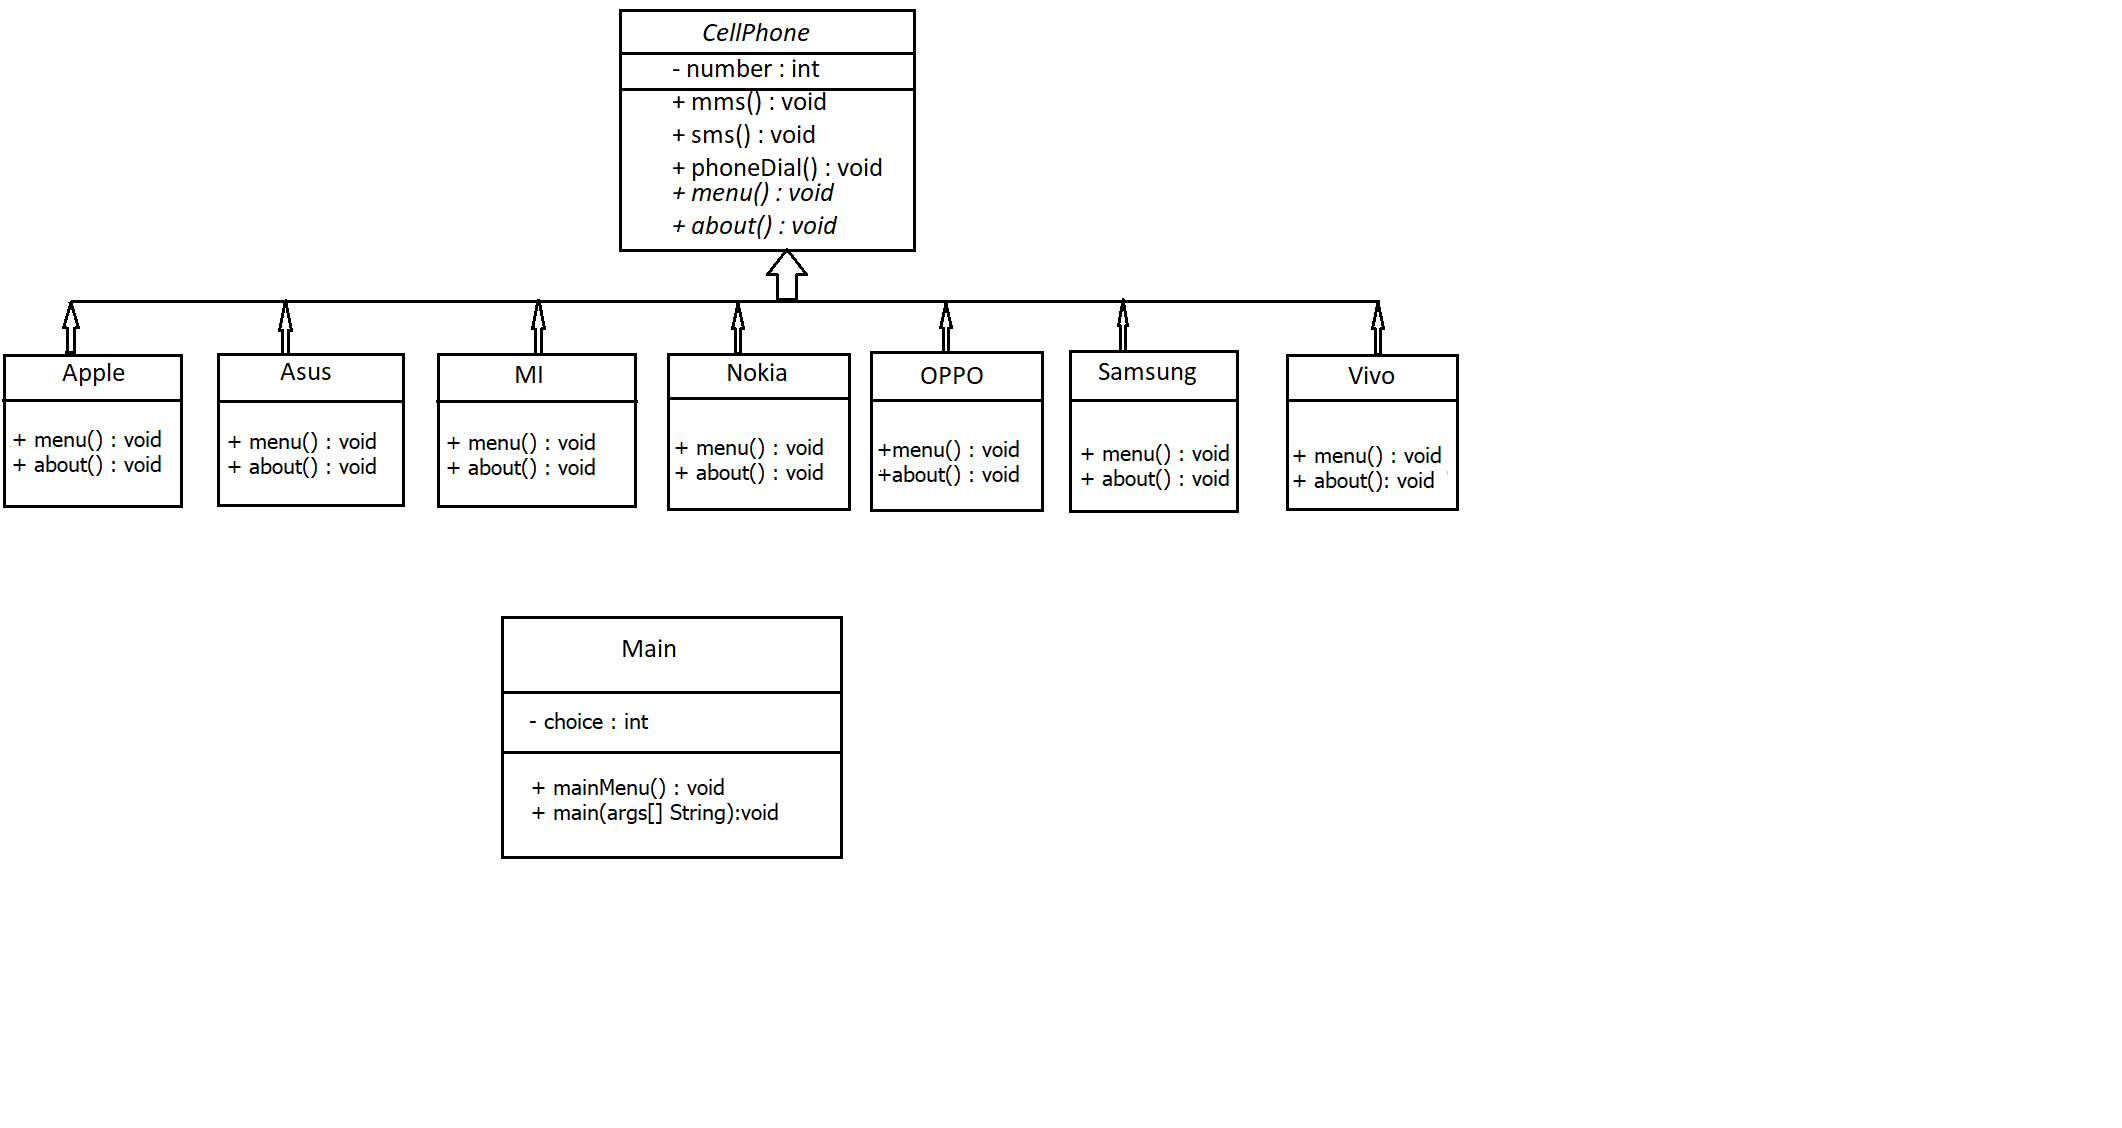 CellPhone
- number : int
+ mms() : void
+ sms() : void
+ phoneDial() : void
+ menu() : void
+ about() : void
Apple
+ menu() : void
+ about() : void
Asus
+ menu() : void
+ about() : void
MI
+ menu() : void
+ about() : void
Nokia
+ menu() : void
+ about() : void
OPPO
+menu() : void
+about() : void
Samsung
+ menu() : void
+ about() : void
Vivo
+ menu() : void
+ about(): void
Main
- choice : int
+ mainMenu() : void
+ main(args[] String):void